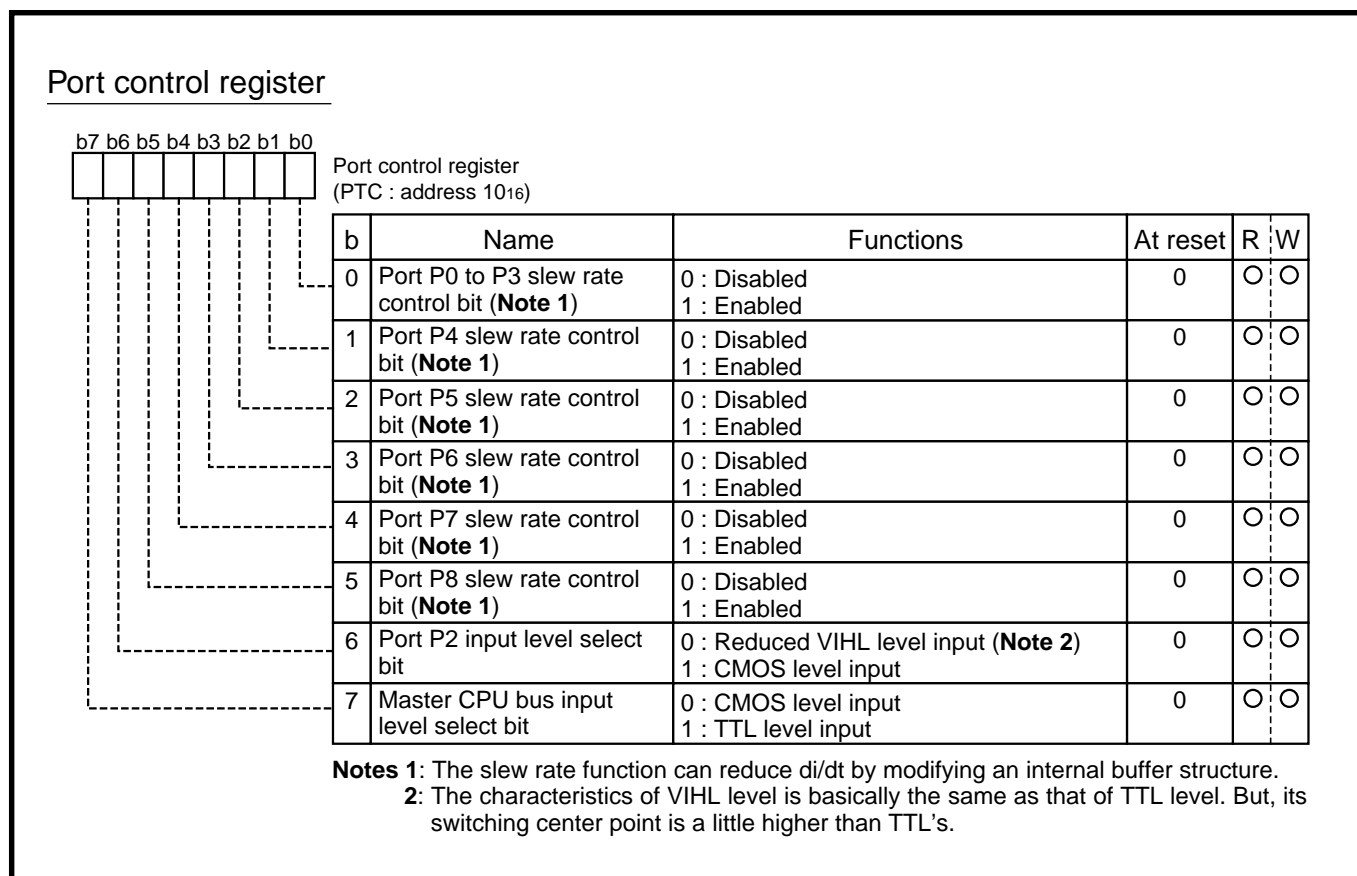 Port control register
b7 b6 b5 b4 b3 b2 b1 b0
Port control register
(PTC : address 1016)
b Name Functions At reset R W
0 Port P0 to P3 slew rate control bit (Note 1) 0 : Disabled 1 : Enabled 0 O O
1 Port P4 slew rate control bit (Note 1) 0 : Disabled 1 : Enabled 0 O O
2 Port P5 slew rate control bit (Note 1) 0 : Disabled 1 : Enabled 0 O O
3 Port P6 slew rate control bit (Note 1) 0 : Disabled 1 : Enabled 0 O O
4 Port P7 slew rate control bit (Note 1) 0 : Disabled 1 : Enabled 0 O O
5 Port P8 slew rate control bit (Note 1) 0 : Disabled 1 : Enabled 0 O O
6 Port P2 input level select bit 0 : Reduced VIHL level input (Note 2) 1 : CMOS level input 0 O O
7 Master CPU bus input level select bit 0 : CMOS level input 1 : TTL level input 0 O O
Notes 1: The slew rate function can reduce di/dt by modifying an internal buffer structure.
2: The characteristics of VIHL level is basically the same as that of TTL level. But, its
switching center point is a little higher than TTL's.